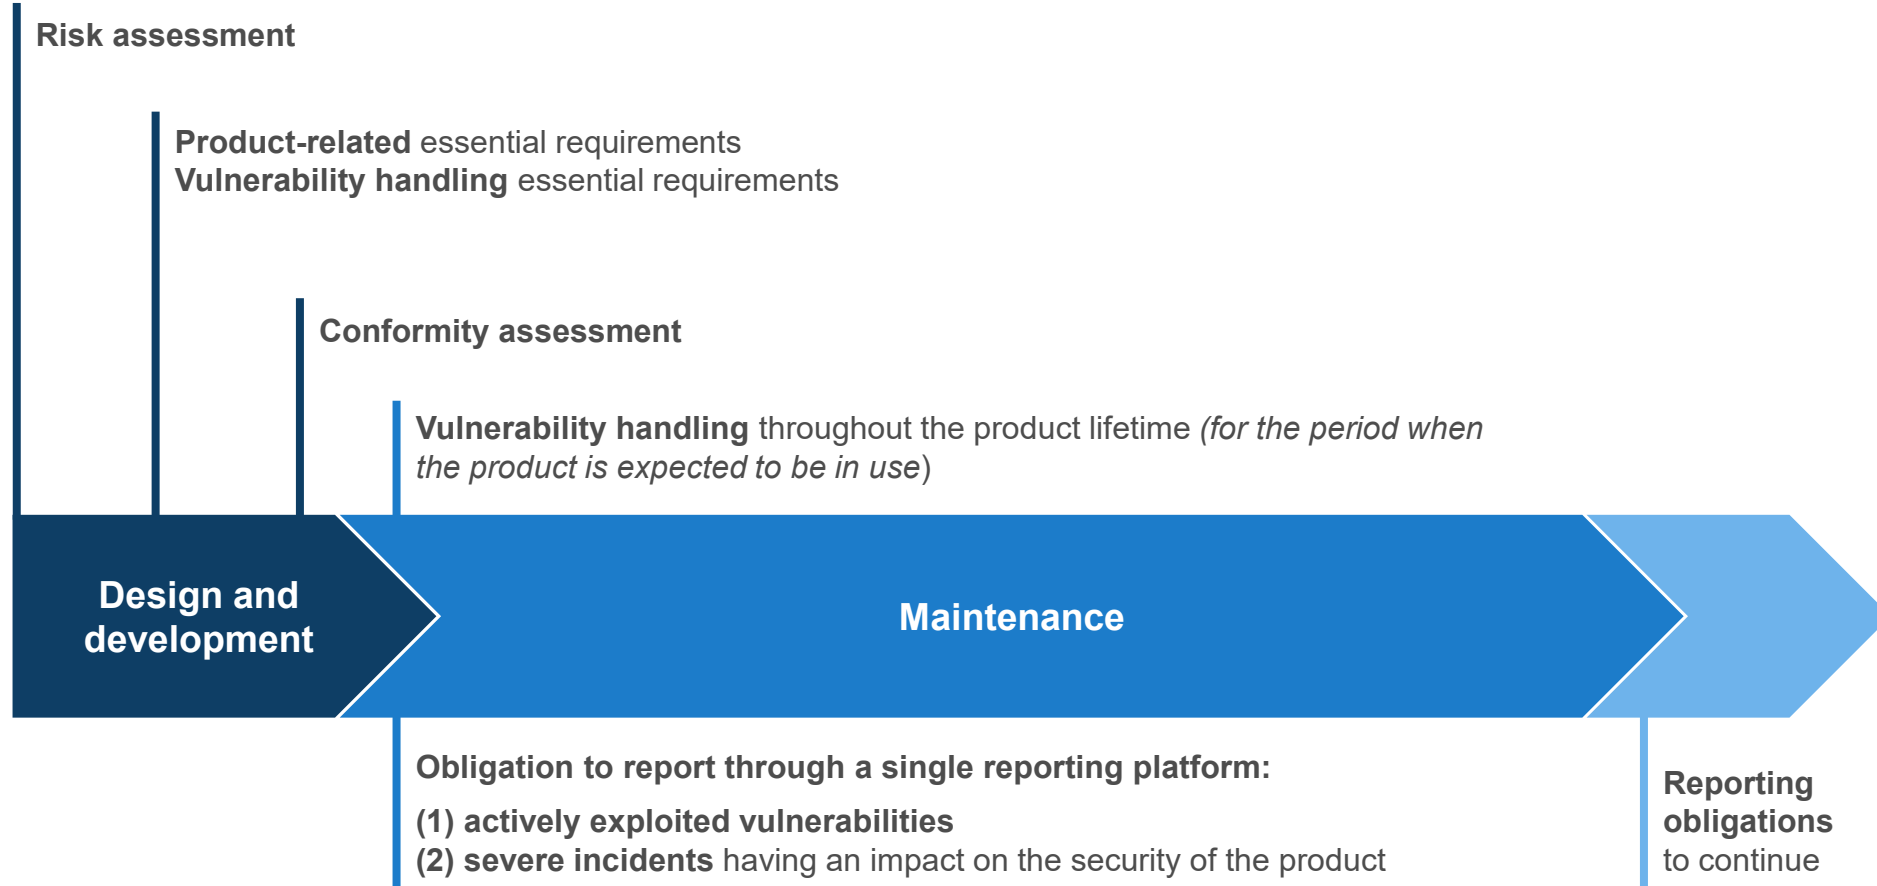 Risk assessment
Product-related essential requirements
Vulnerability handling essential requirements
Conformity assessment
Vulnerability handling throughout the product lifetime (for the period when
the product is expected to be in use)
Design and
development
Maintenance
Obligation to report through a single reporting platform:
(1) actively exploited vulnerabilities
(2) severe incidents having an impact on the security of the product
Reporting
obligations
to continue